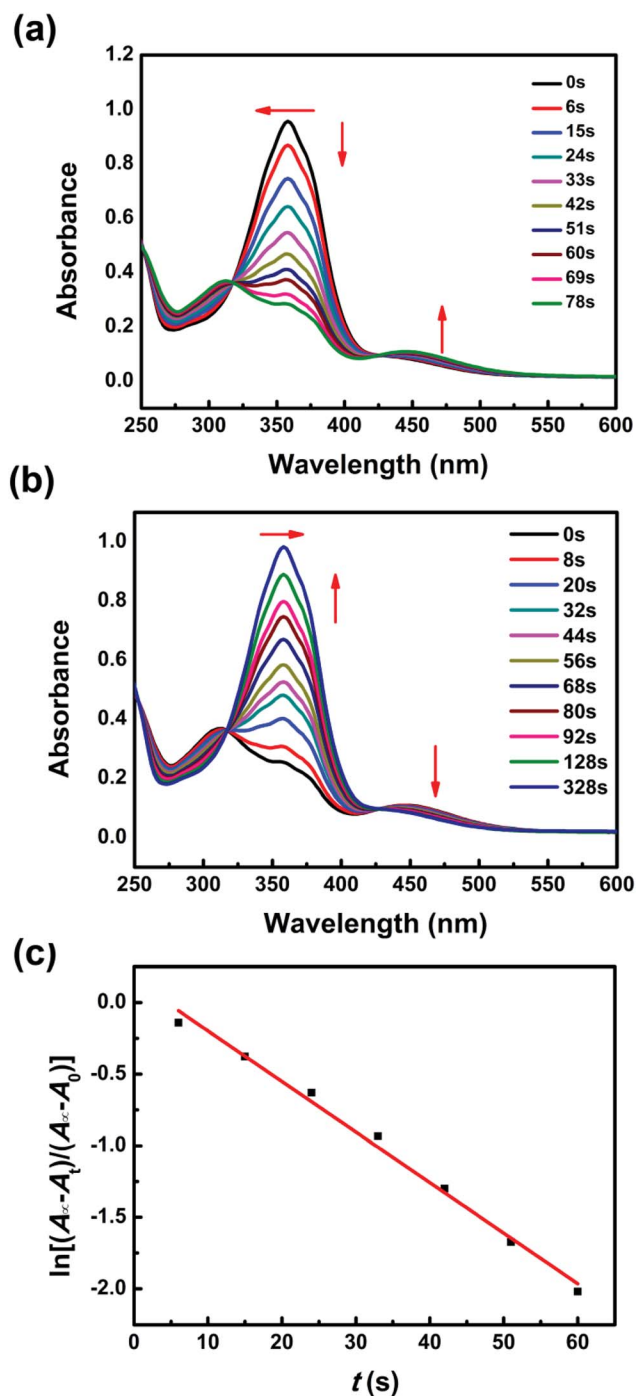 (a)
1.2
1.0
0.8
0.6
0.4
0.2
0.0
Absorbance
0s
6s
15s
24s
33s
42s
51s
60s
69s
78s
250 300 350 400 450 500 550 600
Wavelength (nm)
(b)
1.0
0.8
0.6
0.4
0.2
0.0
Absorbance
0s
8s
20s
32s
44s
56s
68s
80s
92s
128s
328s
250 300 350 400 450 500 550 600
Wavelength (nm)
(c)
0.0
-0.5
-1.0
-1.5
-2.0
ln[(A∝-Aₜ)/(A∝-A₀)]
0 10 20 30 40 50 60
t (s)